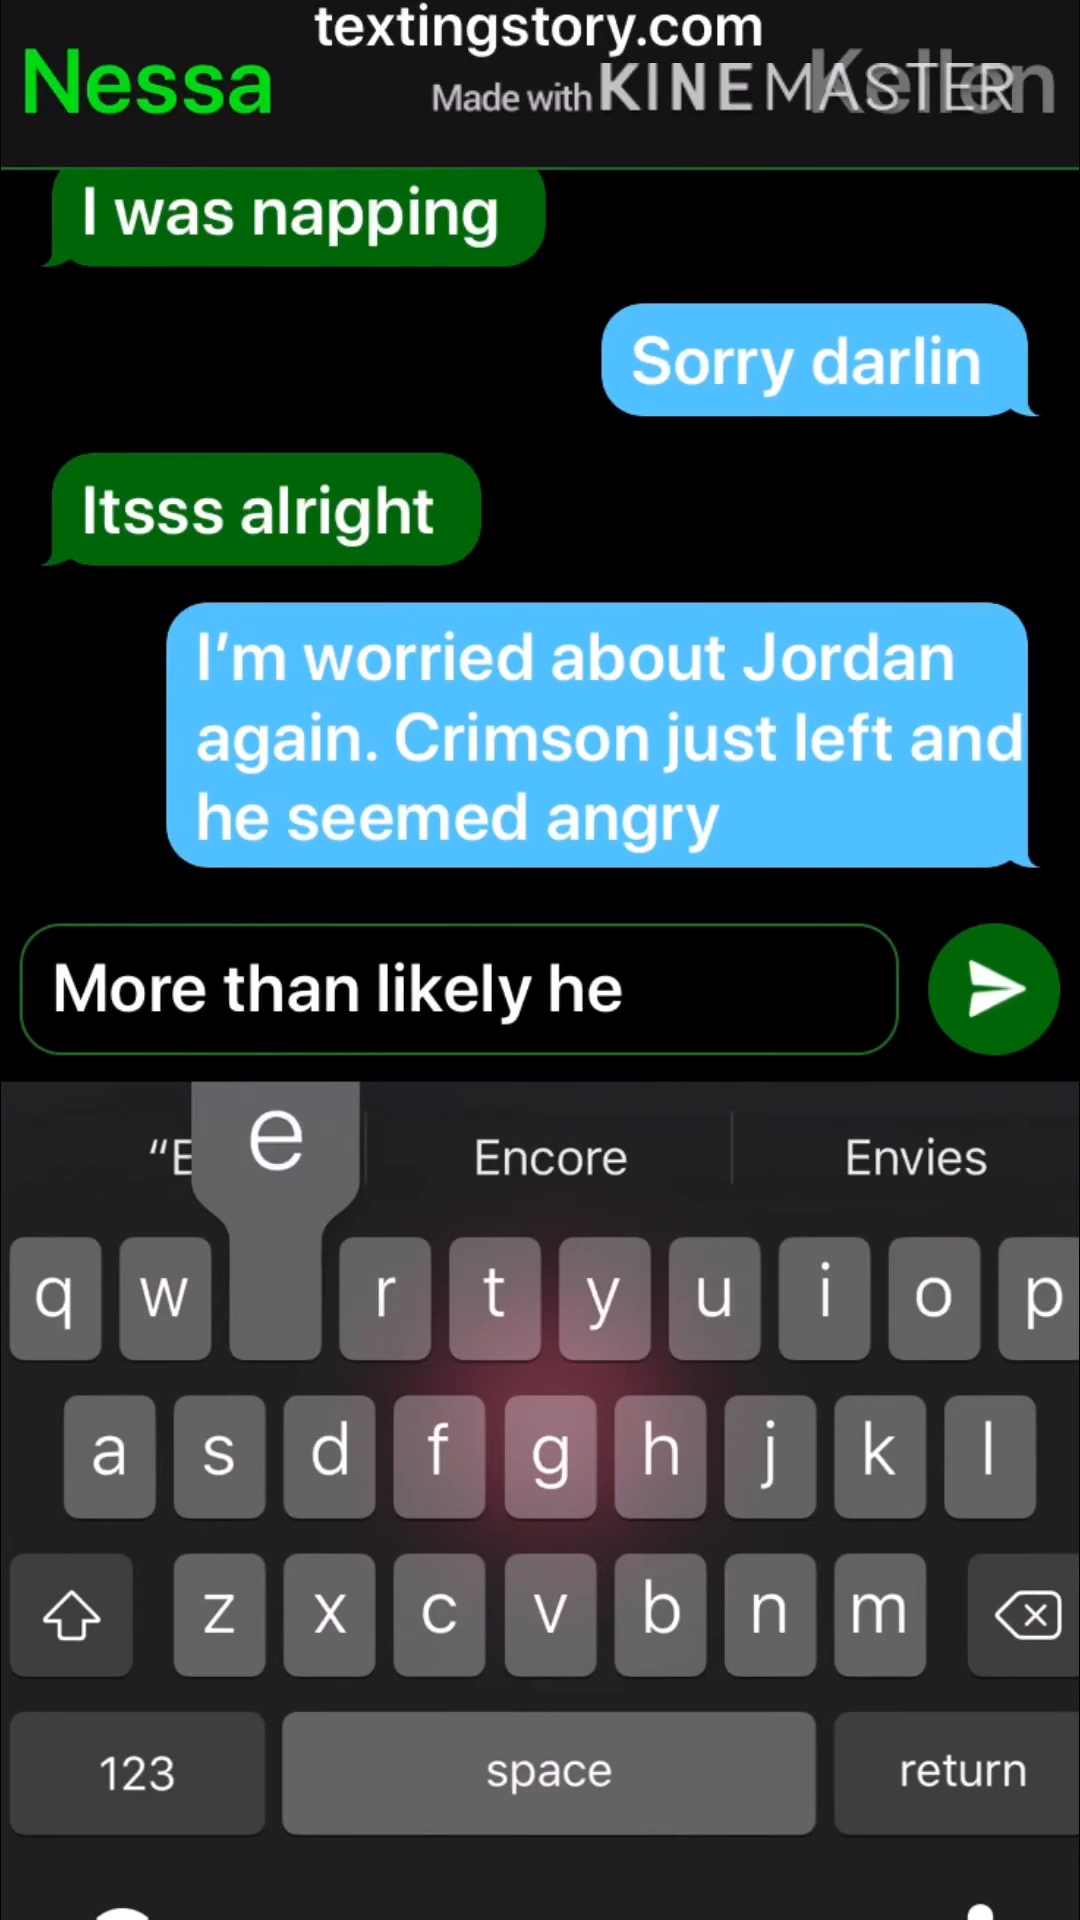 textingstory.com
Nessa
Made with KINEMASTER
Kellen
I was napping
Sorry darlin
Itsss alright
I'm worried about Jordan
again. Crimson just left and
he seemed angry
More than likely he
"E
e
Encore
Envies
q w r t y u i o p
a s d f g h j k l
z x c v b n m
123 space return